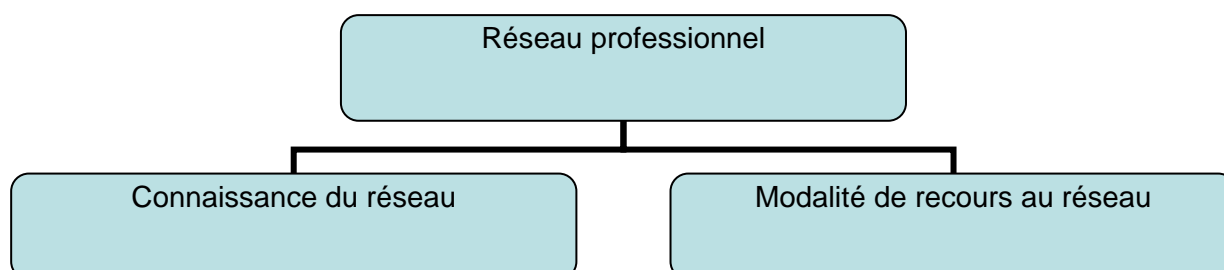 Réseau professionnel
Connaissance du réseau
Modalité de recours au réseau